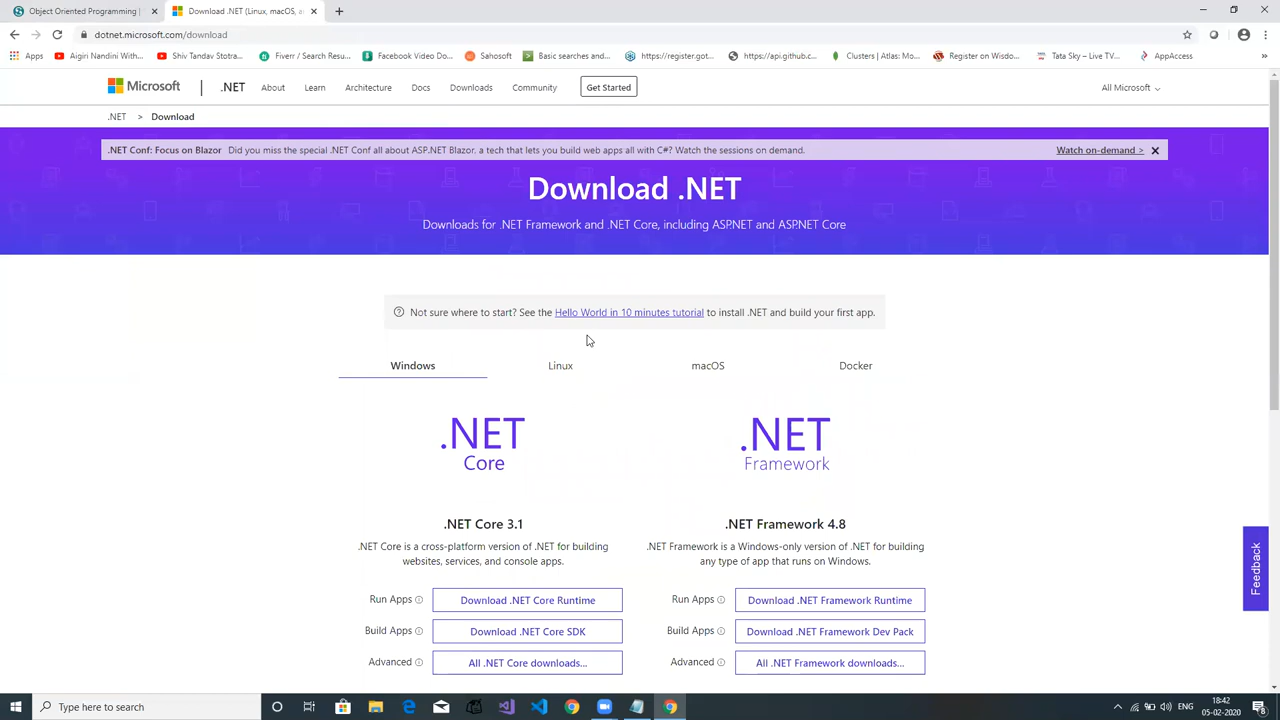 Object Oriented Programming |
Download .NET (Linux, macOS, a
dotnet.microsoft.com/download
Apps
Aigiri Nandini With...
Shiv Tandav Stotra...
Fiverr / Search Resu...
Facebook Video Do...
Sahosoft
Basic searches and...
https://register.got...
https://api.github.c...
Clusters | Atlas: Mo...
Register on Wisdo...
Tata Sky – Live TV...
AppAccess
Microsoft
.NET
About
Learn
Architecture
Docs
Downloads
Community
Get Started
All Microsoft
.NET > Download
.NET Conf: Focus on Blazor Did you miss the special .NET Conf all about ASP.NET Blazor, a tech that lets you build web apps all with C#? Watch the sessions on demand.
Watch on-demand >
Download .NET
Downloads for .NET Framework and .NET Core, including ASP.NET and ASP.NET Core
Not sure where to start? See the Hello World in 10 minutes tutorial to install .NET and build your first app.
Windows
Linux
macOS
Docker
.NET
Core
.NET
Framework
.NET Core 3.1
.NET Core is a cross-platform version of .NET for building
websites, services, and console apps.
.NET Framework 4.8
.NET Framework is a Windows-only version of .NET for building
any type of app that runs on Windows.
Run Apps
Download .NET Core Runtime
Run Apps
Download .NET Framework Runtime
Build Apps
Download .NET Core SDK
Build Apps
Download .NET Framework Dev Pack
Advanced
All .NET Core downloads...
Advanced
All .NET Framework downloads...
Feedback
Type here to search
ENG
18:42
05-02-2020